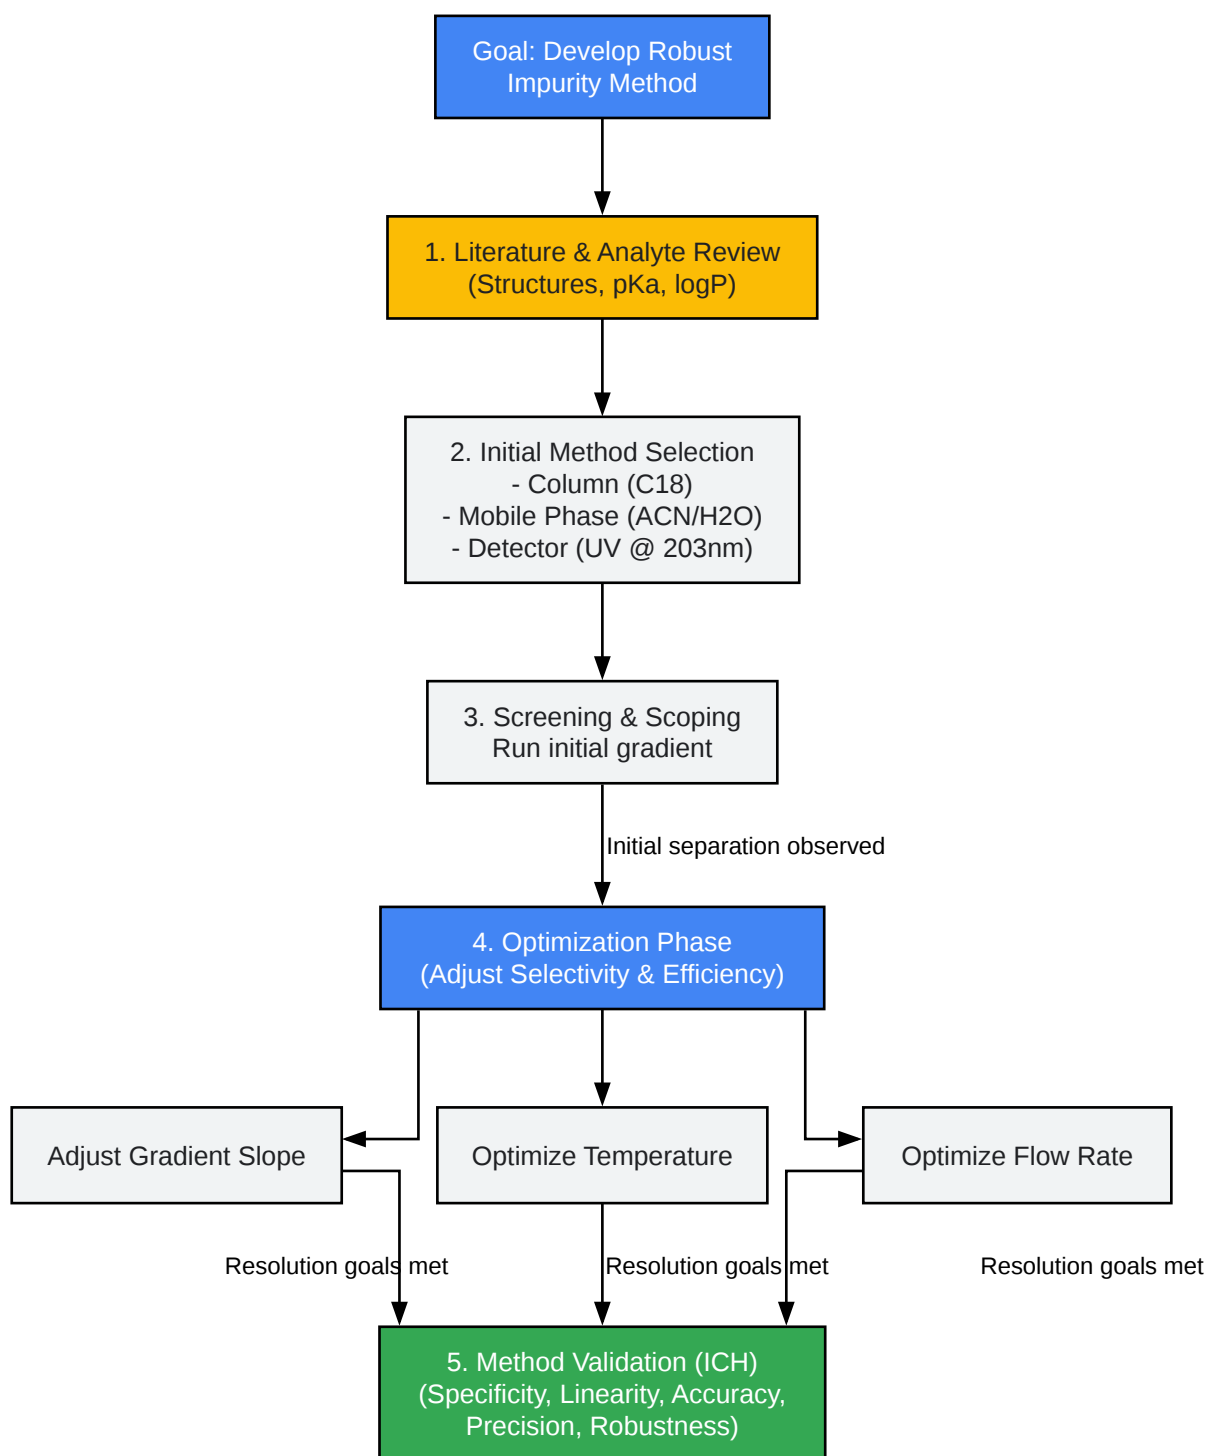 Goal: Develop Robust
Impurity Method
1. Literature & Analyte Review
(Structures, pKa, logP)
2. Initial Method Selection
- Column (C18)
- Mobile Phase (ACN/H2O)
- Detector (UV @ 203nm)
3. Screening & Scoping
Run initial gradient
Initial separation observed
4. Optimization Phase
(Adjust Selectivity & Efficiency)
Adjust Gradient Slope
Optimize Temperature
Optimize Flow Rate
Resolution goals met
Resolution goals met
Resolution goals met
5. Method Validation (ICH)
(Specificity, Linearity, Accuracy,
Precision, Robustness)